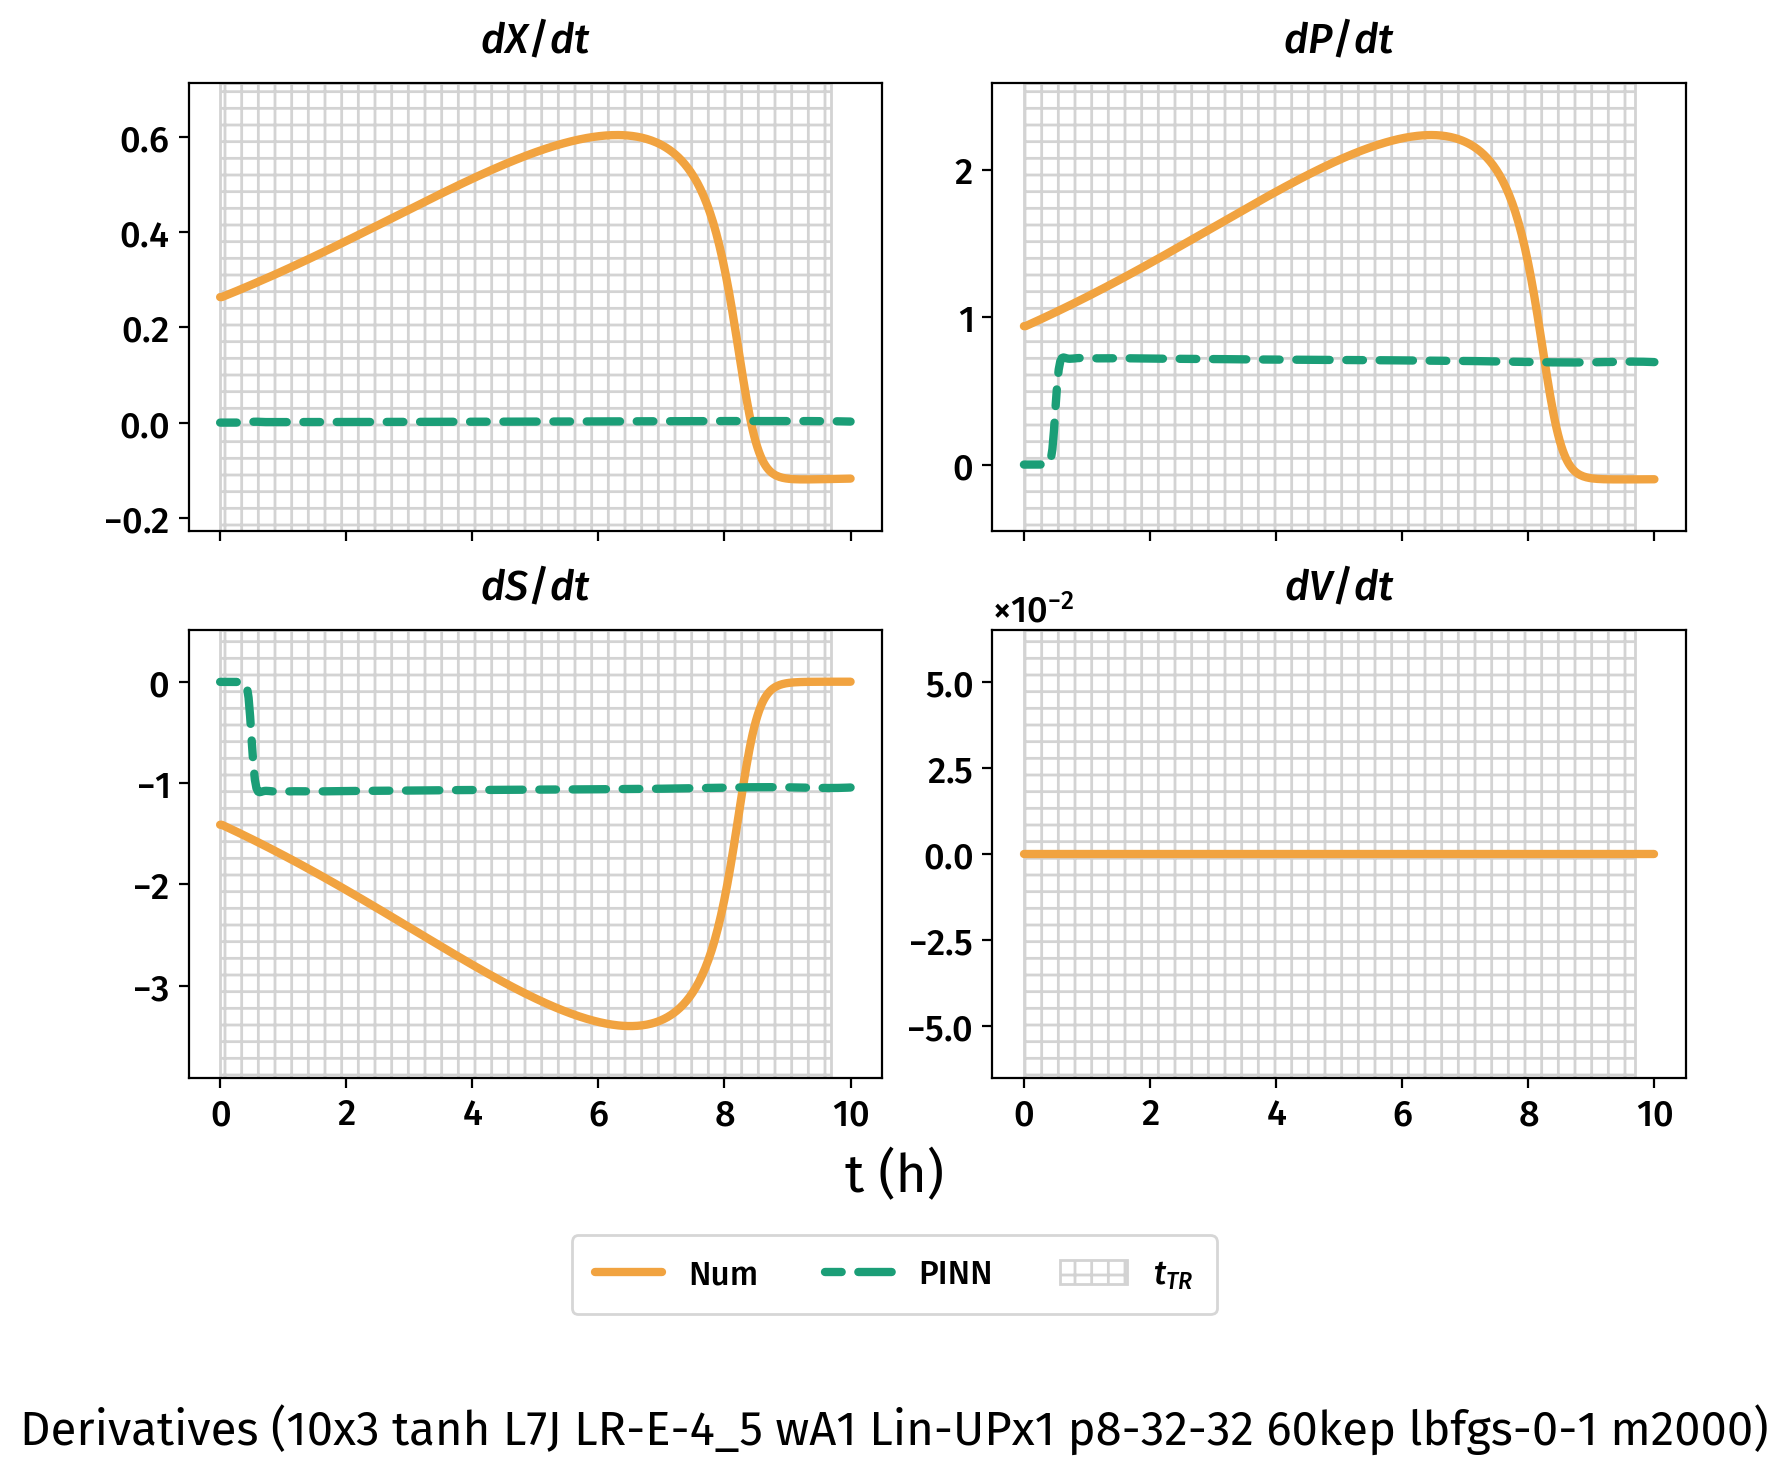 dX/dt
dP/dt
0.6
0.4
0.2
0.0
−0.2
2
1
0
dS/dt
dV/dt
×10⁻²
0
−1
−2
−3
5.0
2.5
0.0
−2.5
−5.0
0 2 4 6 8 10
0 2 4 6 8 10
t (h)
Num PINN t_TR
Derivatives (10x3 tanh L7J LR-E-4_5 wA1 Lin-UPx1 p8-32-32 60kep lbfgs-0-1 m2000)